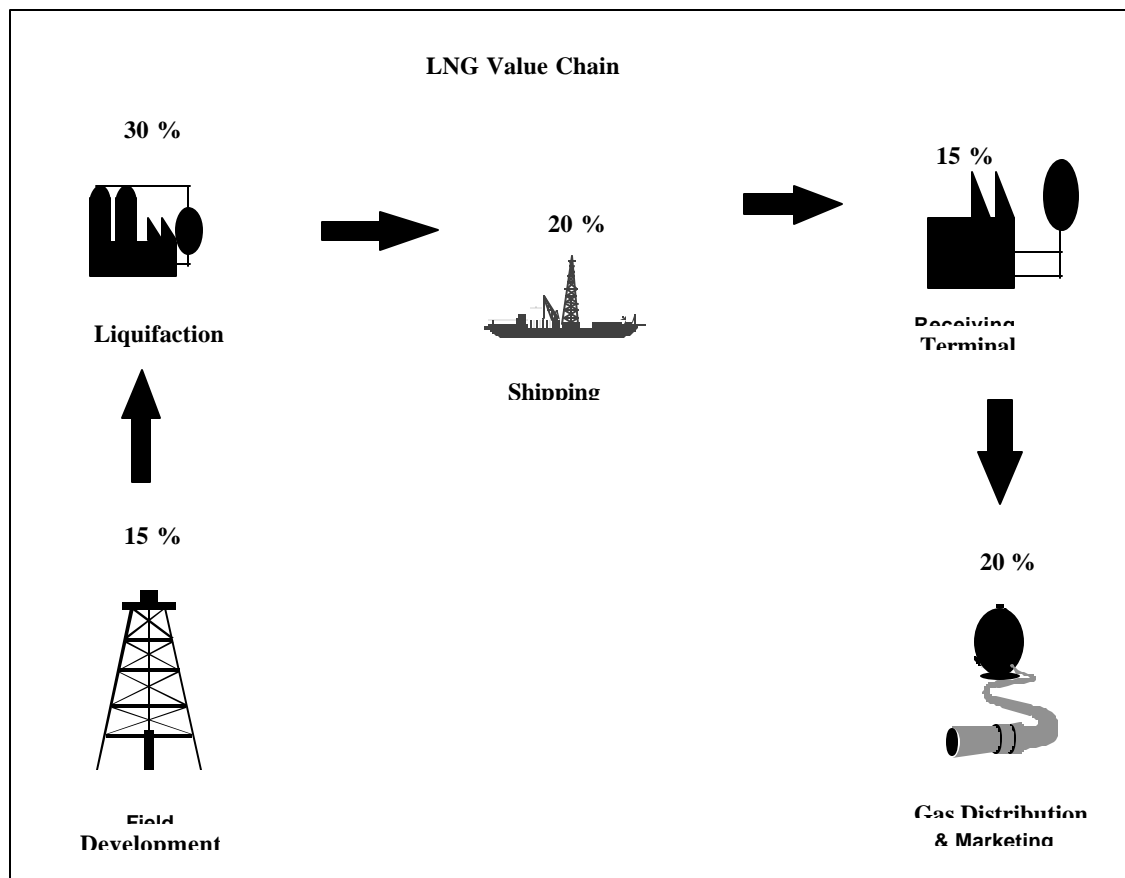 LNG Value Chain
30 %
15 %
20 %
Liquifaction
Receiving
Terminal
Shipping
15 %
20 %
Field
Development
Gas Distribution
& Marketing